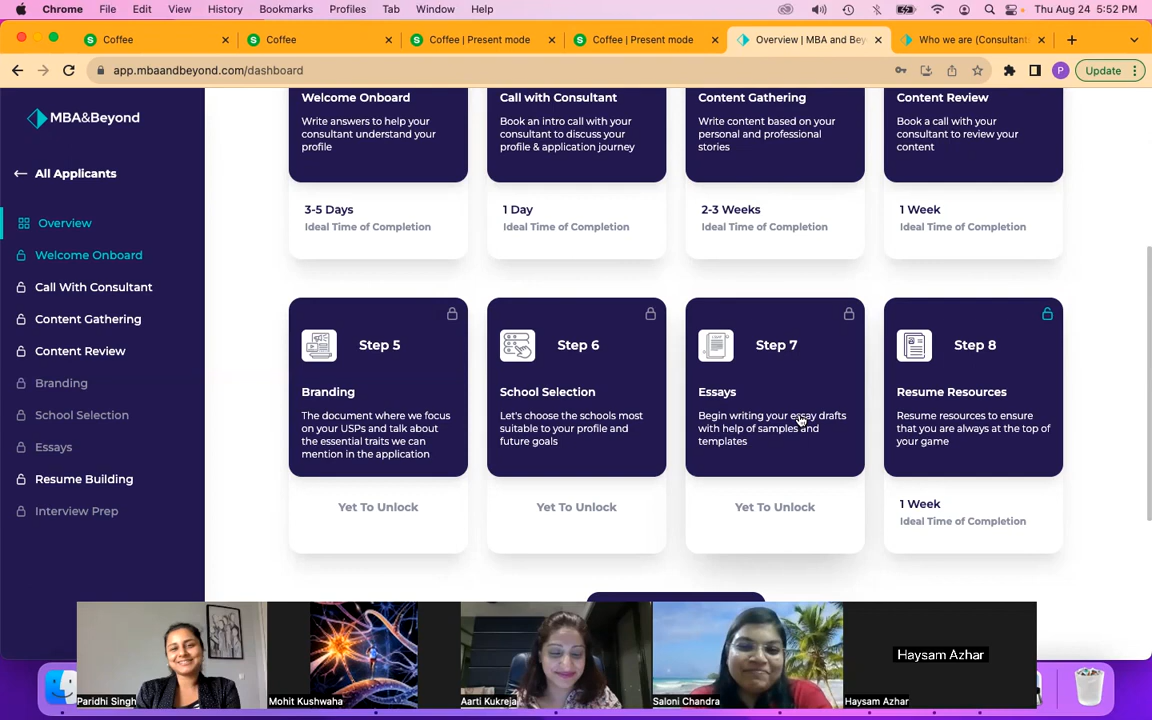 Chrome File Edit View History Bookmarks Profiles Tab Window Help Thu Aug 24 5:52 PM
Coffee × Coffee × Coffee | Present mode × Coffee | Present mode × Overview | MBA and Bey × Who we are (Consultant ×
app.mbaandbeyond.com/dashboard P Update
MBA&Beyond
All Applicants
Overview
Welcome Onboard
Call With Consultant
Content Gathering
Content Review
Branding
School Selection
Essays
Resume Building
Interview Prep
Welcome Onboard
Write answers to help your
consultant understand your
profile
3-5 Days
Ideal Time of Completion
Call with Consultant
Book an intro call with your
consultant to discuss your
profile & application journey
1 Day
Ideal Time of Completion
Content Gathering
Write content based on your
personal and professional
stories
2-3 Weeks
Ideal Time of Completion
Content Review
Book a call with your
consultant to review your
content
1 Week
Ideal Time of Completion
Step 5
Branding
The document where we focus
on your USPs and talk about
the essential traits we can
mention in the application
Yet To Unlock
Step 6
School Selection
Let's choose the schools most
suitable to your profile and
future goals
Yet To Unlock
Step 7
Essays
Begin writing your essay drafts
with help of samples and
templates
Yet To Unlock
Step 8
Resume Resources
Resume resources to ensure
that you are always at the top of
your game
1 Week
Ideal Time of Completion
Paridhi Singh
Mohit Kushwaha
Aarti Kukreja
Saloni Chandra
Haysam Azhar
Haysam Azhar